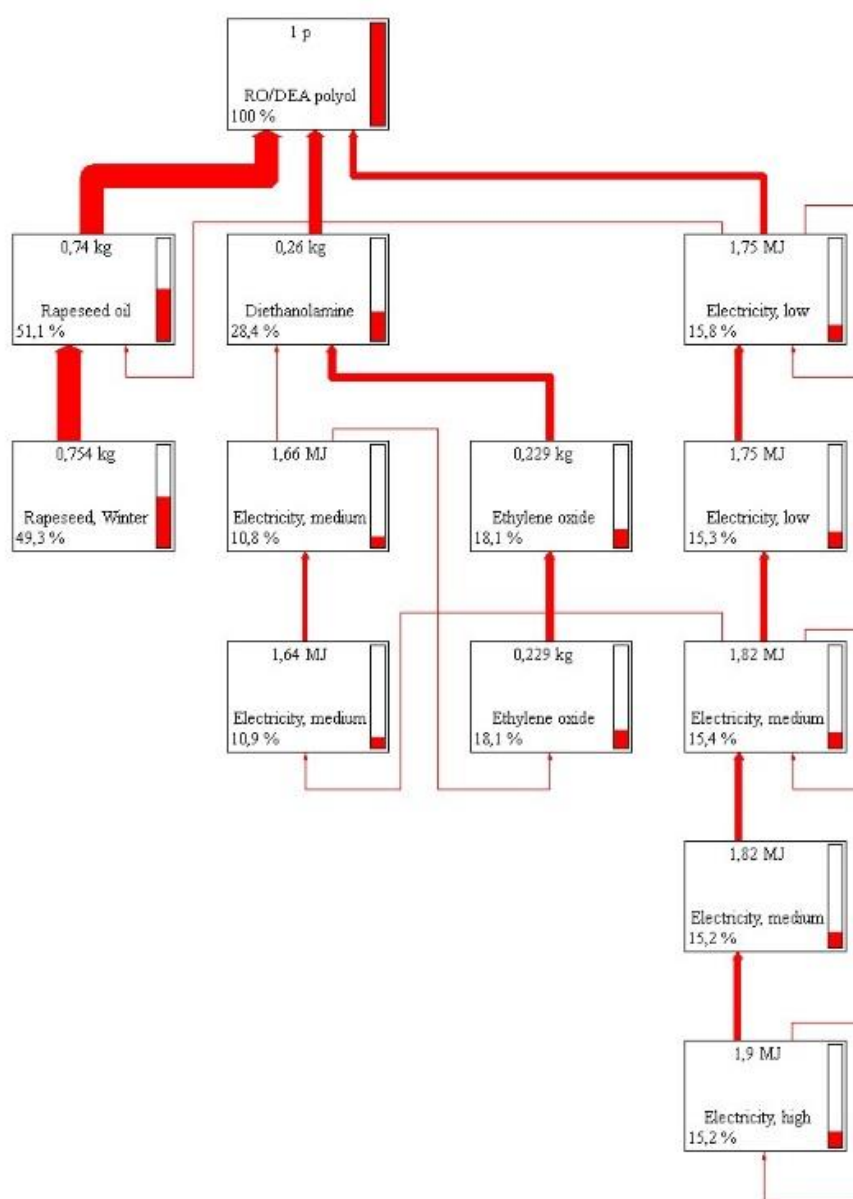 1 p
RO/DEA polyol
100 %
0,74 kg
Rapeseed oil
51,1 %
0,26 kg
Diethanolamine
28,4 %
1,75 MJ
Electricity, low
15,8 %
0,754 kg
Rapeseed, Winter
49,3 %
1,66 MJ
Electricity, medium
10,8 %
0,229 kg
Ethylene oxide
18,1 %
1,75 MJ
Electricity, low
15,3 %
1,64 MJ
Electricity, medium
10,9 %
0,229 kg
Ethylene oxide
18,1 %
1,82 MJ
Electricity, medium
15,4 %
1,82 MJ
Electricity, medium
15,2 %
1,9 MJ
Electricity, high
15,2 %